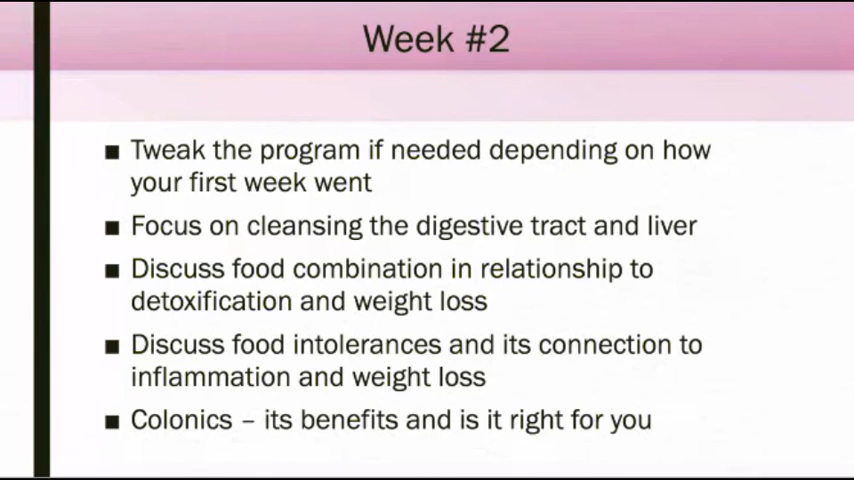 Week #2
■ Tweak the program if needed depending on how
your first week went
■ Focus on cleansing the digestive tract and liver
■ Discuss food combination in relationship to
detoxification and weight loss
■ Discuss food intolerances and its connection to
inflammation and weight loss
■ Colonics – its benefits and is it right for you